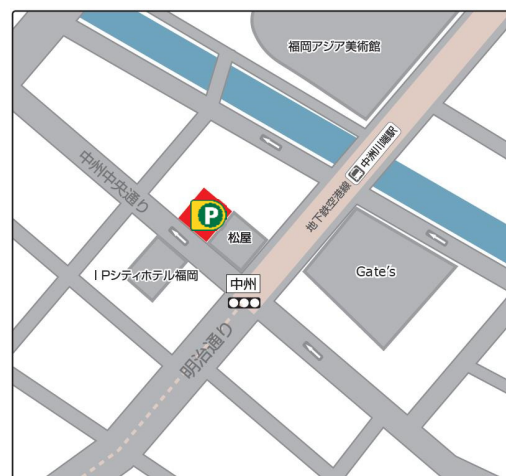 福岡アジア美術館
中洲川端駅
地下鉄空港線
中州中央通り
P
松屋
Gate's
IPシティホテル福岡
中州
明治通り